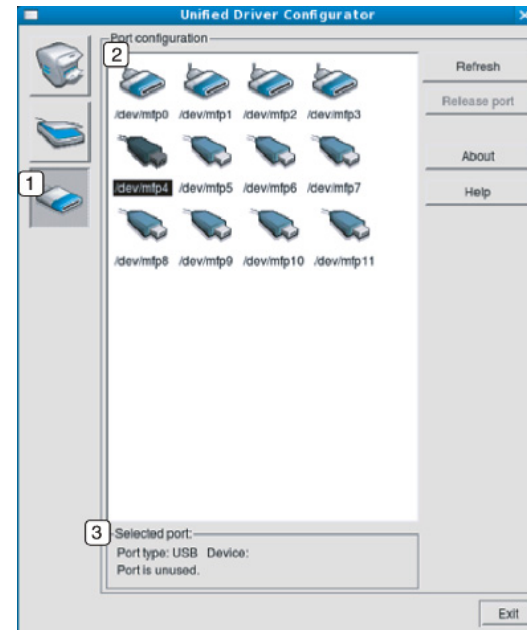 Unified Driver Configurator
Port configuration
2
/dev/mfp0 /dev/mfp1 /dev/mfp2 /dev/mfp3
Refresh
Release port
About
Help
1
/dev/mfp4 /dev/mfp5 /dev/mfp6 /dev/mfp7
/dev/mfp8 /dev/mfp9 /dev/mfp10 /dev/mfp11
3
Selected port:
Port type: USB Device:
Port is unused.
Exit